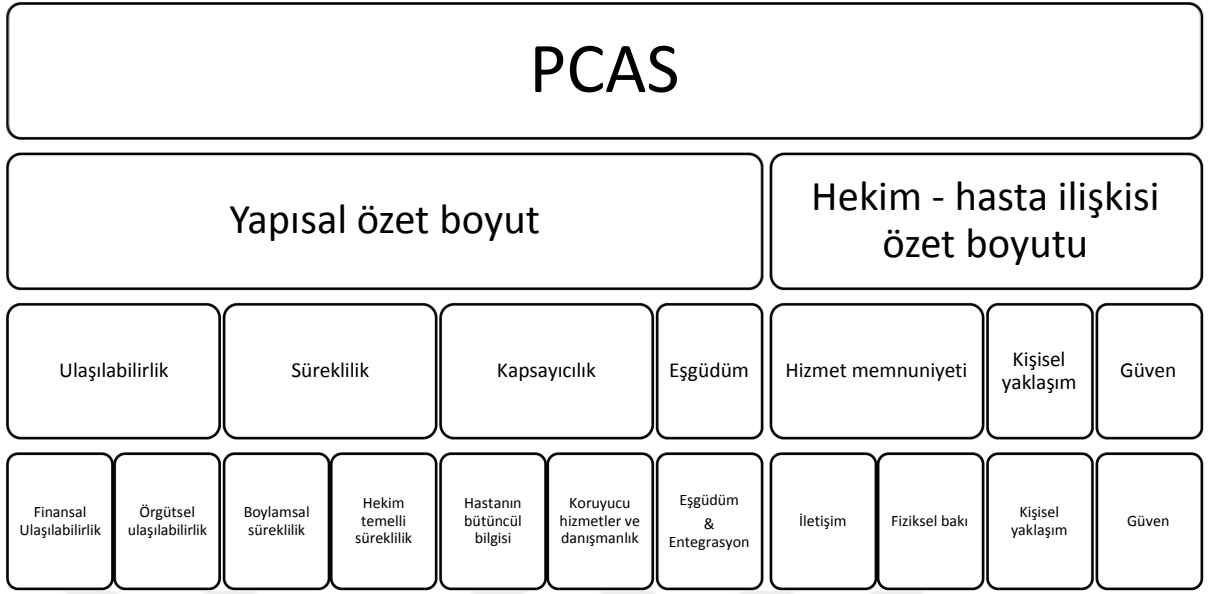 PCAS
Yapısal özet boyut
Hekim - hasta ilişkisi
özet boyutu
Ulaşılabilirlik
Süreklilik
Kapsayıcılık
Eşgüdüm
Hizmet memnuniyeti
Kişisel
yaklaşım
Güven
Finansal
Ulaşılabilirlik
Örgütsel
ulaşılabilirlik
Boylamsal
süreklilik
Hekim
temelli
süreklilik
Hastanın
bütüncül
bilgisi
Koruyucu
hizmetler ve
danışmanlık
Eşgüdüm
&
Entegrasyon
İletişim
Fiziksel bakı
Kişisel
yaklaşım
Güven